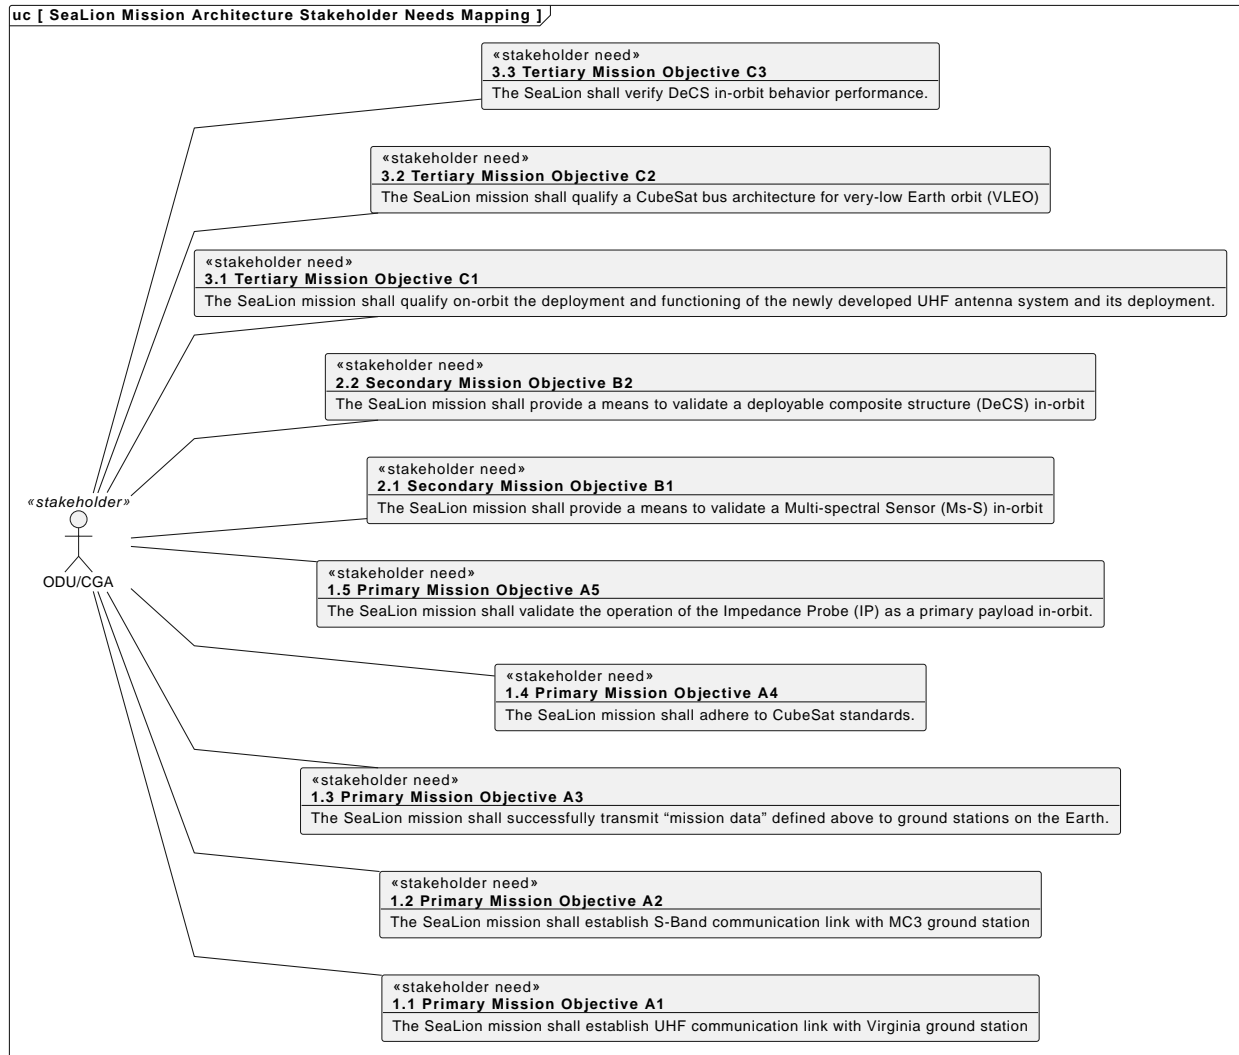 uc [ SeaLion Mission Architecture Stakeholder Needs Mapping ]
«stakeholder need»
3.3 Tertiary Mission Objective C3
The SeaLion shall verify DeCS in-orbit behavior performance.
«stakeholder need»
3.2 Tertiary Mission Objective C2
The SeaLion mission shall qualify a CubeSat bus architecture for very-low Earth orbit (VLEO)
«stakeholder need»
3.1 Tertiary Mission Objective C1
The SeaLion mission shall qualify on-orbit the deployment and functioning of the newly developed UHF antenna system and its deployment.
«stakeholder need»
2.2 Secondary Mission Objective B2
The SeaLion mission shall provide a means to validate a deployable composite structure (DeCS) in-orbit
«stakeholder need»
2.1 Secondary Mission Objective B1
The SeaLion mission shall provide a means to validate a Multi-spectral Sensor (Ms-S) in-orbit
«stakeholder»
ODU/CGA
«stakeholder need»
1.5 Primary Mission Objective A5
The SeaLion mission shall validate the operation of the Impedance Probe (IP) as a primary payload in-orbit.
«stakeholder need»
1.4 Primary Mission Objective A4
The SeaLion mission shall adhere to CubeSat standards.
«stakeholder need»
1.3 Primary Mission Objective A3
The SeaLion mission shall successfully transmit “mission data” defined above to ground stations on the Earth.
«stakeholder need»
1.2 Primary Mission Objective A2
The SeaLion mission shall establish S-Band communication link with MC3 ground station
«stakeholder need»
1.1 Primary Mission Objective A1
The SeaLion mission shall establish UHF communication link with Virginia ground station